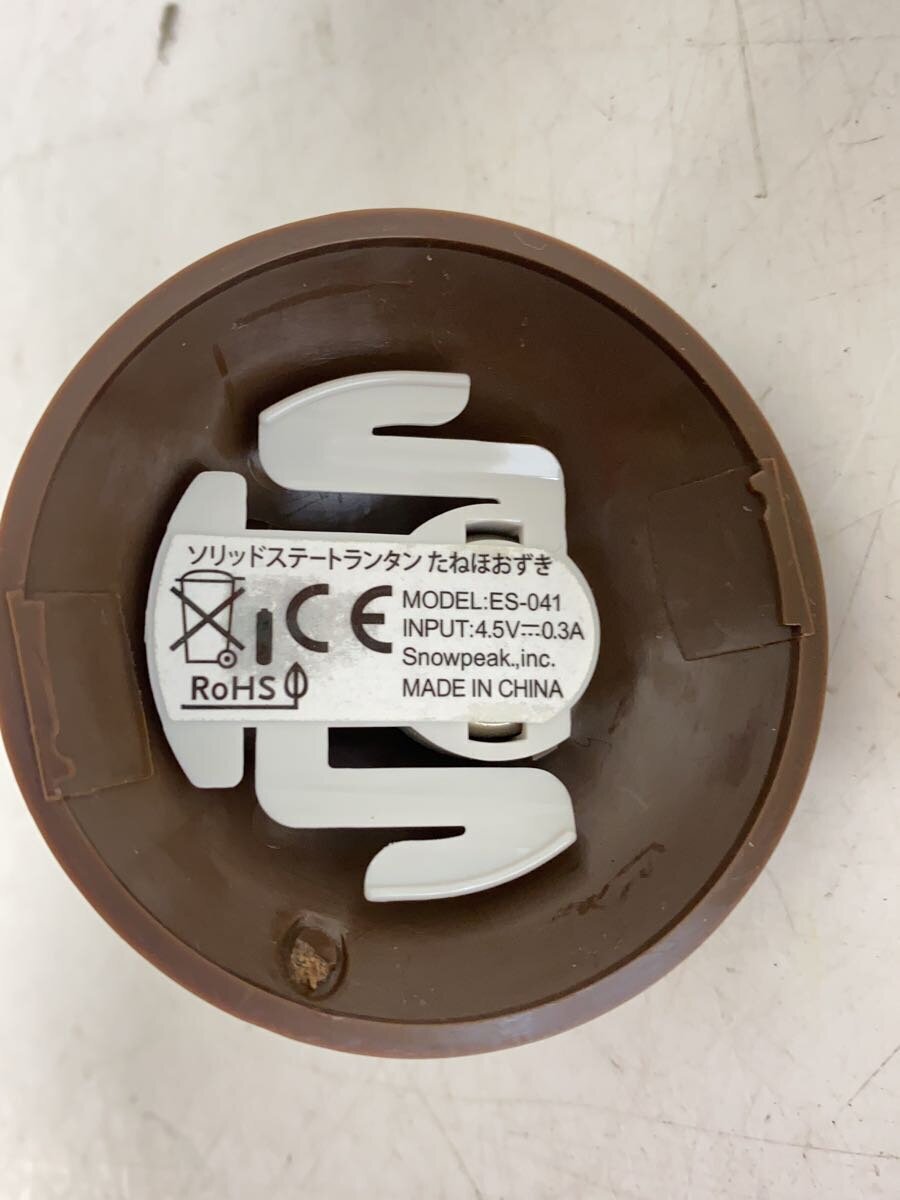 ソリッドステートランタン たねほおずき
CE
MODEL:ES-041
INPUT:4.5V⎓0.3A
Snowpeak.,inc.
MADE IN CHINA
RoHS